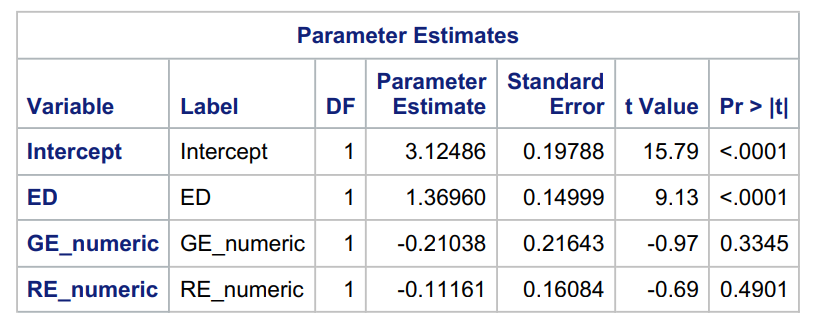 Parameter Estimates
Variable Label DF Parameter Estimate Standard Error t Value Pr > |t|
Intercept Intercept 1 3.12486 0.19788 15.79 <.0001
ED ED 1 1.36960 0.14999 9.13 <.0001
GE_numeric GE_numeric 1 -0.21038 0.21643 -0.97 0.3345
RE_numeric RE_numeric 1 -0.11161 0.16084 -0.69 0.4901